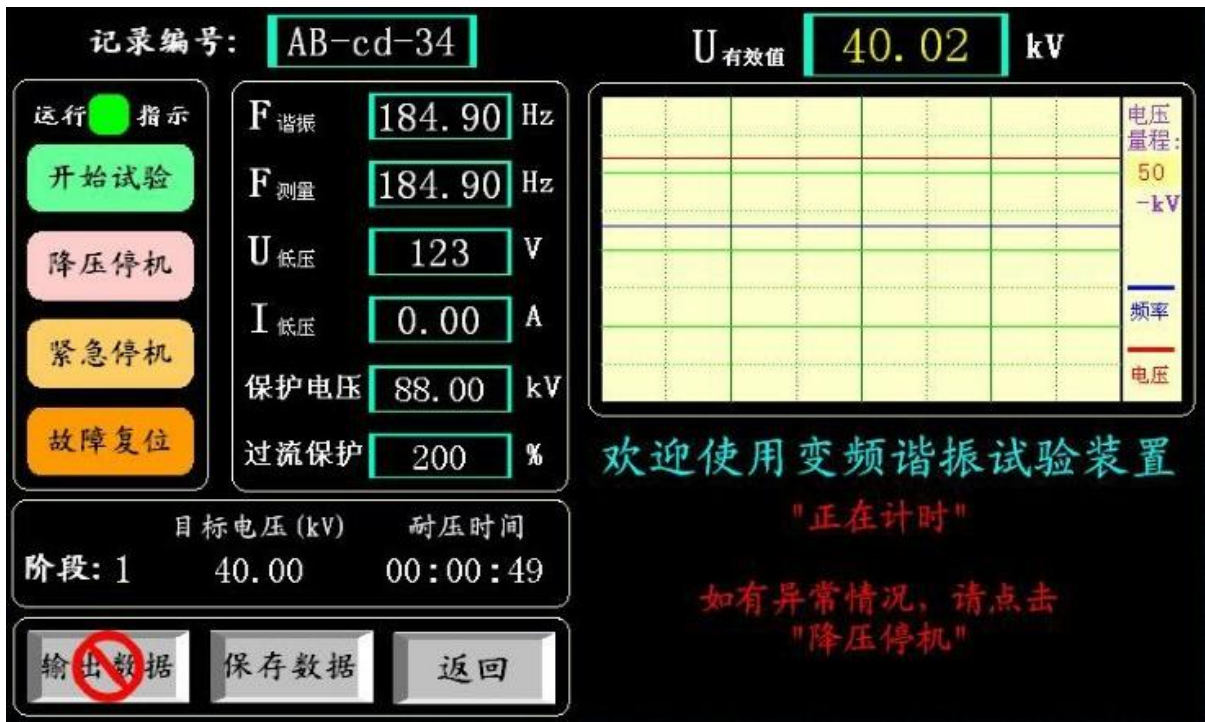 记录编号: AB-cd-34
U有效值 40.02 kV
运行 指示
开始试验
降压停机
紧急停机
故障复位
F谐振 184.90 Hz
F测量 184.90 Hz
U低压 123 V
I低压 0.00 A
保护电压 88.00 kV
过流保护 200 %
电压
量程:
50
-kV
频率
电压
欢迎使用变频谐振试验装置
"正在计时"
如有异常情况，请点击
"降压停机"
目标电压(kV) 耐压时间
阶段: 1 40.00 00:00:49
输出数据 保存数据 返回